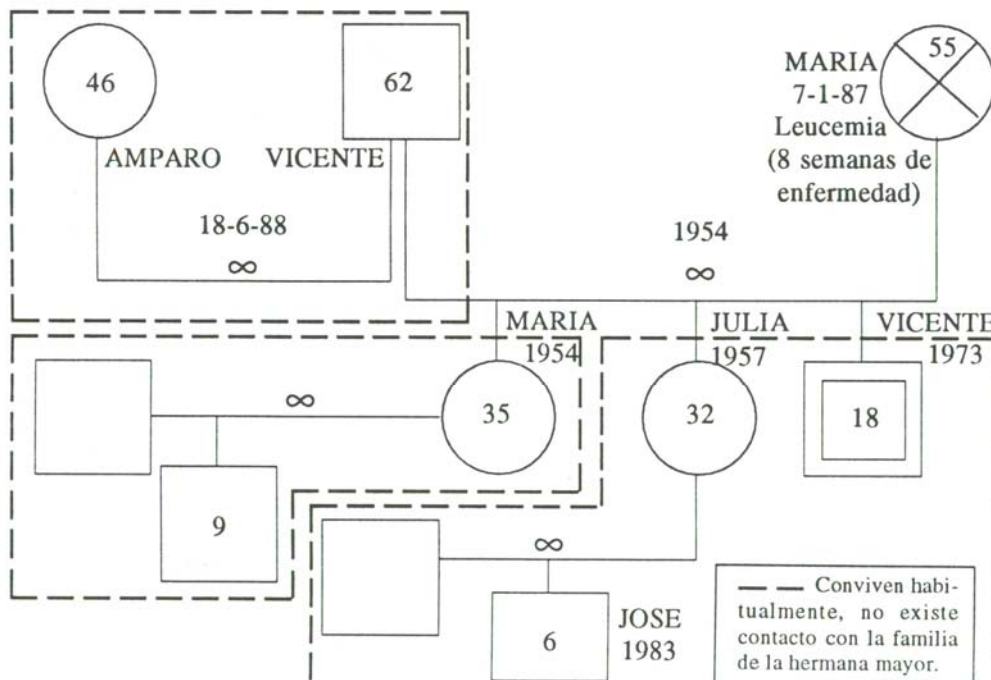 46
62
AMPARO
VICENTE
18-6-88
∞
55
MARIA
7-1-87
Leucemia
(8 semanas de
enfermedad)
1954
∞
MARIA
1954
JULIA
1957
VICENTE
1973
∞
35
32
18
9
∞
6
JOSE
1983
Conviven habi-
tualmente, no existe
contacto con la familia
de la hermana mayor.